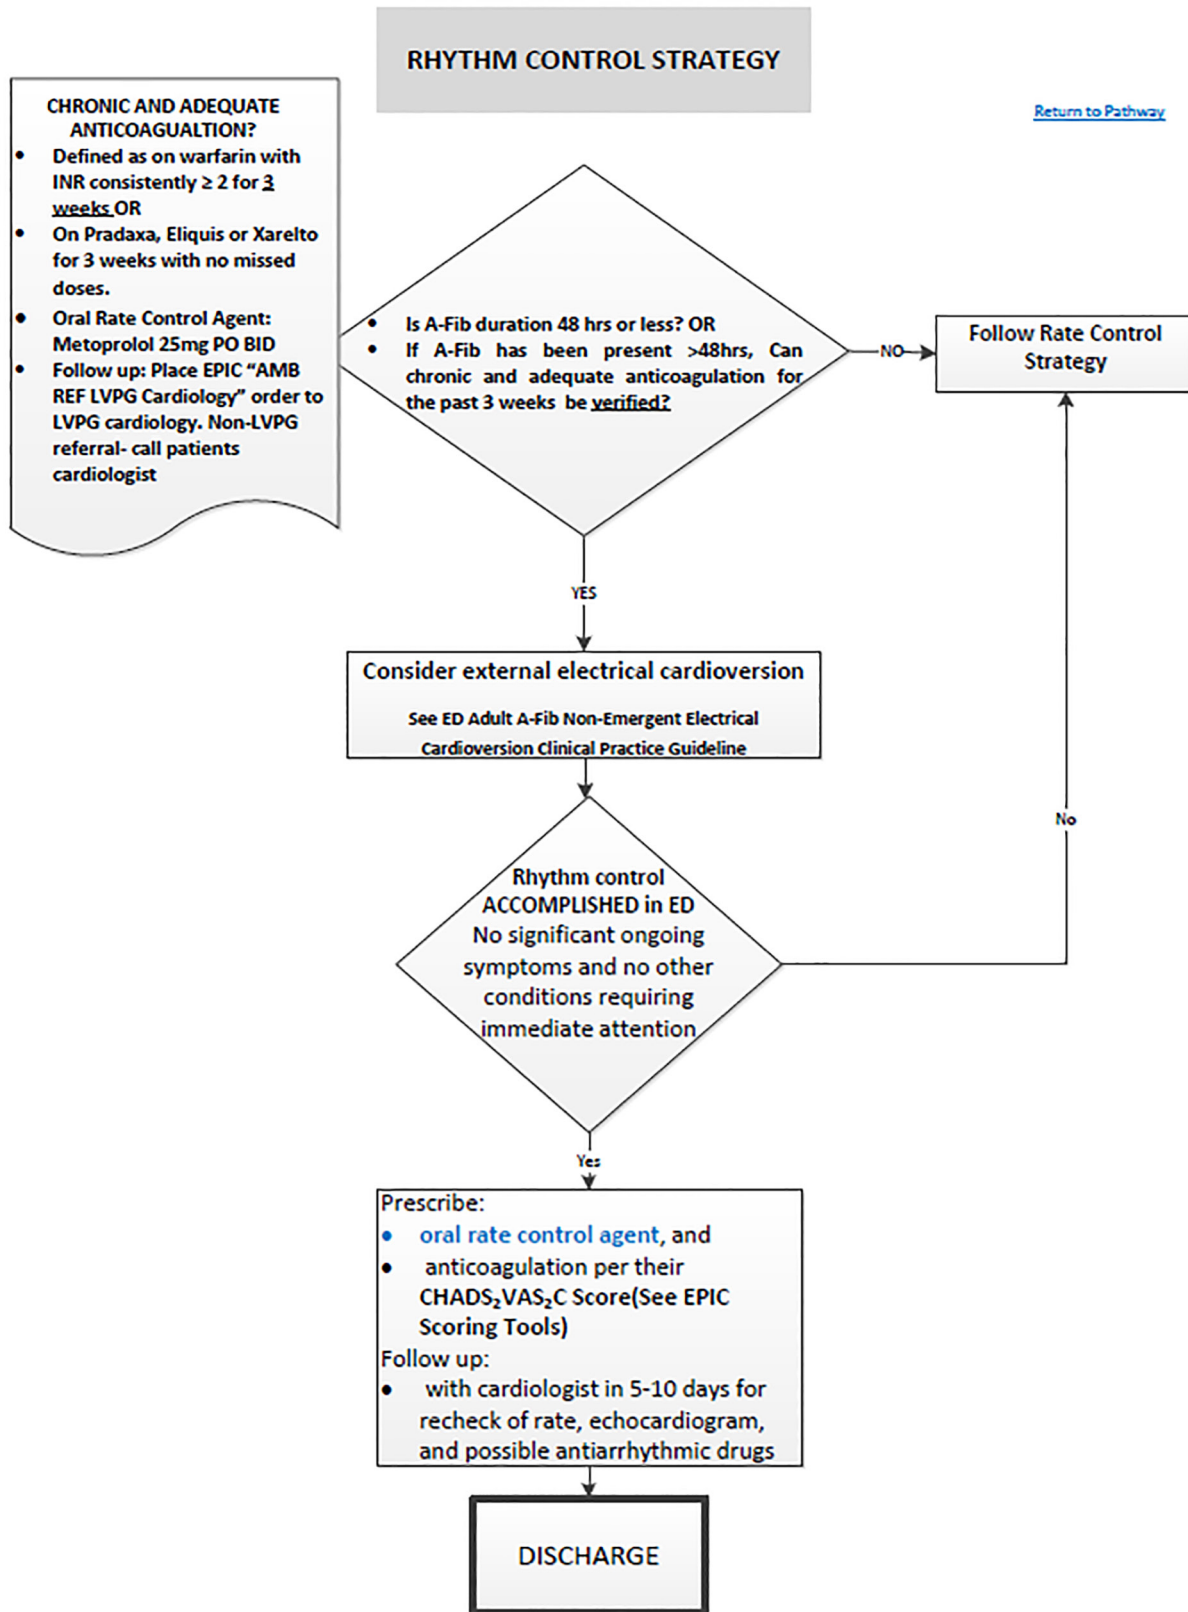 RHYTHM CONTROL STRATEGY
Return to Pathway
CHRONIC AND ADEQUATE
ANTICOAGUALTION?
• Defined as on warfarin with
INR consistently ≥ 2 for 3
weeks OR
• On Pradaxa, Eliquis or Xarelto
for 3 weeks with no missed
doses.
• Oral Rate Control Agent:
Metoprolol 25mg PO BID
• Follow up: Place EPIC “AMB
REF LVPG Cardiology” order to
LVPG cardiology. Non-LVPG
referral- call patients
cardiologist
• Is A-Fib duration 48 hrs or less? OR
• If A-Fib has been present >48hrs, Can
chronic and adequate anticoagulation for
the past 3 weeks be verified?
NO
Follow Rate Control
Strategy
YES
Consider external electrical cardioversion
See ED Adult A-Fib Non-Emergent Electrical
Cardioversion Clinical Practice Guideline
No
Rhythm control
ACCOMPLISHED in ED
No significant ongoing
symptoms and no other
conditions requiring
immediate attention
Yes
Prescribe:
• oral rate control agent, and
• anticoagulation per their
CHADS₂VAS₂C Score(See EPIC
Scoring Tools)
Follow up:
• with cardiologist in 5-10 days for
recheck of rate, echocardiogram,
and possible antiarrhythmic drugs
DISCHARGE